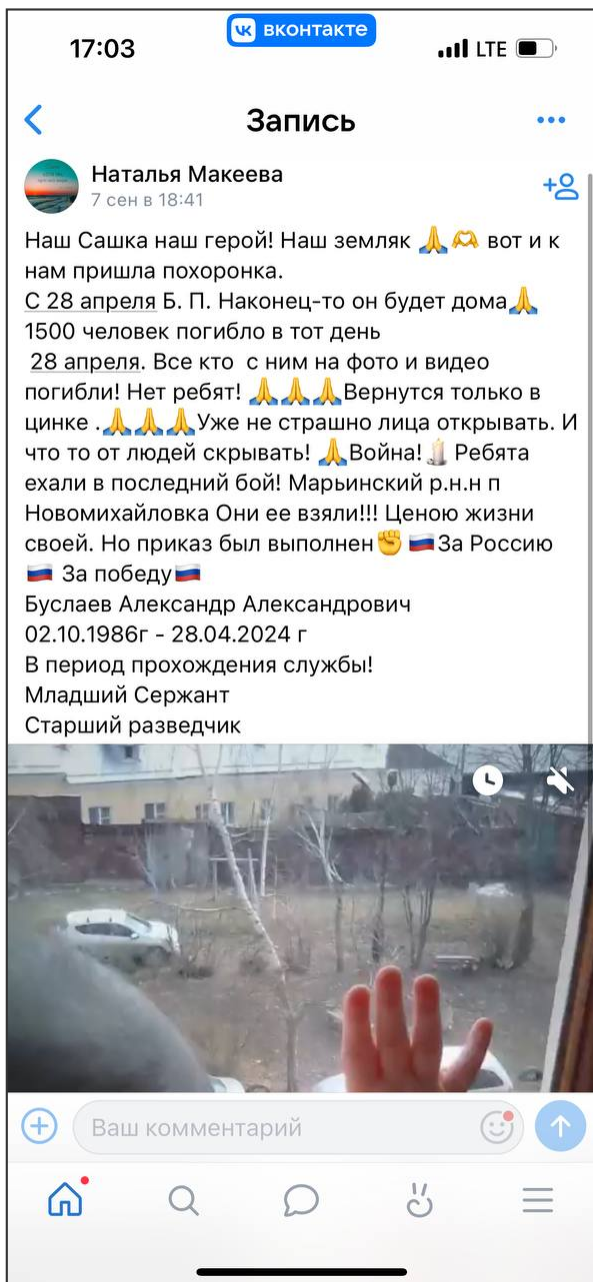 вконтакте
17:03
LTE
Запись
Наталья Макеева
7 сен в 18:41
Наш Сашка наш герой! Наш земляк 🙏🫶 вот и к
нам пришла похоронка.
С 28 апреля Б. П. Наконец-то он будет дома🙏
1500 человек погибло в тот день
28 апреля. Все кто с ним на фото и видео
погибли! Нет ребят! 🙏🙏🙏Вернутся только в
цинке .🙏🙏🙏Уже не страшно лица открывать. И
что то от людей скрывать! 🙏Война!🕯️ Ребята
ехали в последний бой! Марьинский р.н.н п
Новомихайловка Они ее взяли!!! Ценою жизни
своей. Но приказ был выполнен✊ 🇷🇺За Россию
🇷🇺 За победу🇷🇺
Буслаев Александр Александрович
02.10.1986г - 28.04.2024 г
В период прохождения службы!
Младший Сержант
Старший разведчик
Ваш комментарий